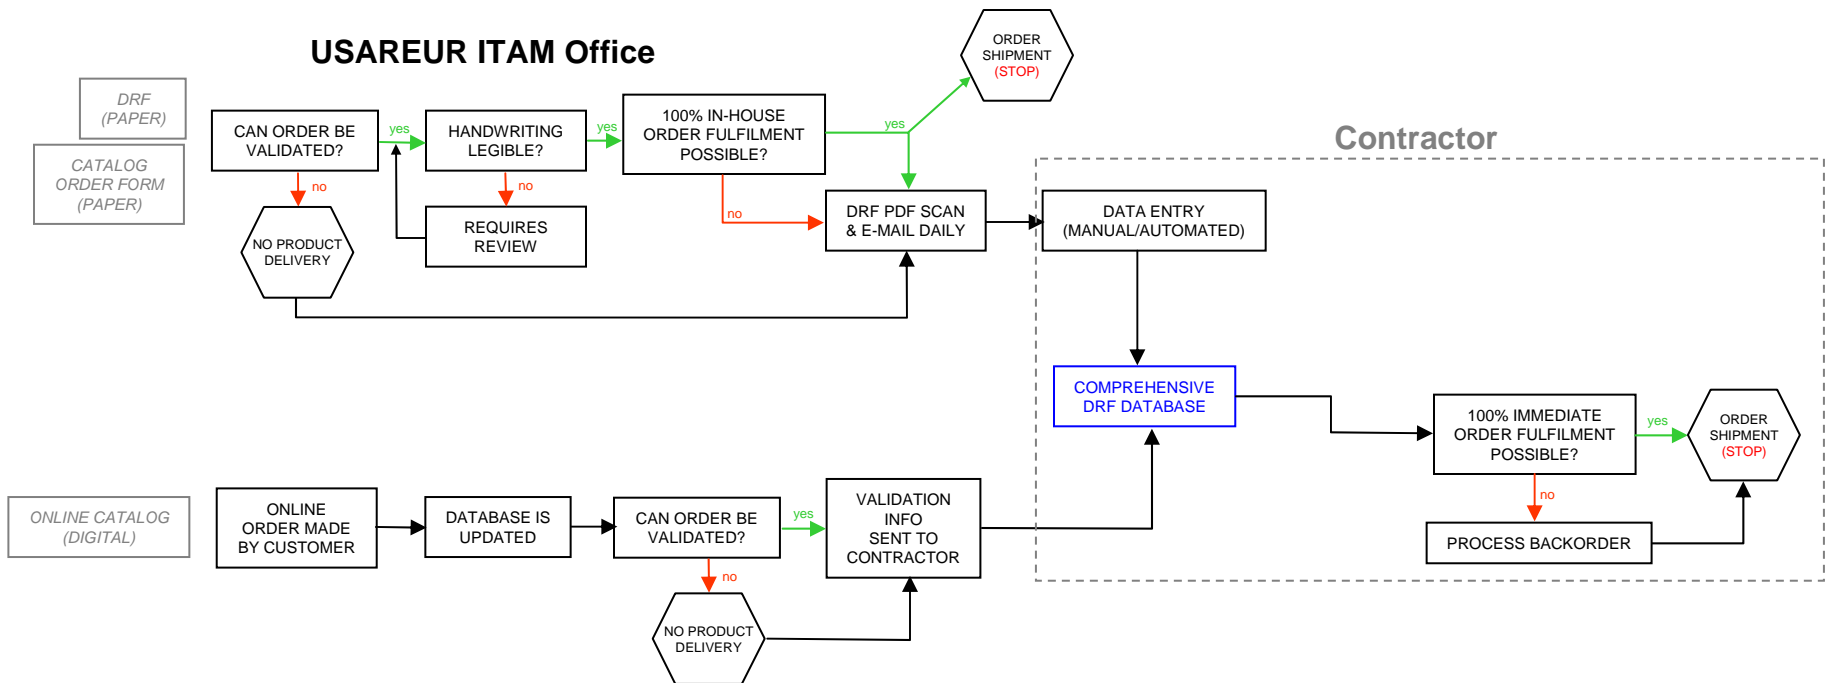 USAREUR ITAM Office
DRF
(PAPER)
CATALOG
ORDER FORM
(PAPER)
CAN ORDER BE
VALIDATED?
yes
no
NO PRODUCT
DELIVERY
HANDWRITING
LEGIBLE?
yes
no
REQUIRES
REVIEW
100% IN-HOUSE
ORDER FULFILMENT
POSSIBLE?
yes
no
ORDER
SHIPMENT
(STOP)
DRF PDF SCAN
& E-MAIL DAILY
Contractor
DATA ENTRY
(MANUAL/AUTOMATED)
COMPREHENSIVE
DRF DATABASE
100% IMMEDIATE
ORDER FULFILMENT
POSSIBLE?
yes
no
ORDER
SHIPMENT
(STOP)
PROCESS BACKORDER
ONLINE CATALOG
(DIGITAL)
ONLINE
ORDER MADE
BY CUSTOMER
DATABASE IS
UPDATED
CAN ORDER BE
VALIDATED?
yes
no
VALIDATION
INFO
SENT TO
CONTRACTOR
NO PRODUCT
DELIVERY